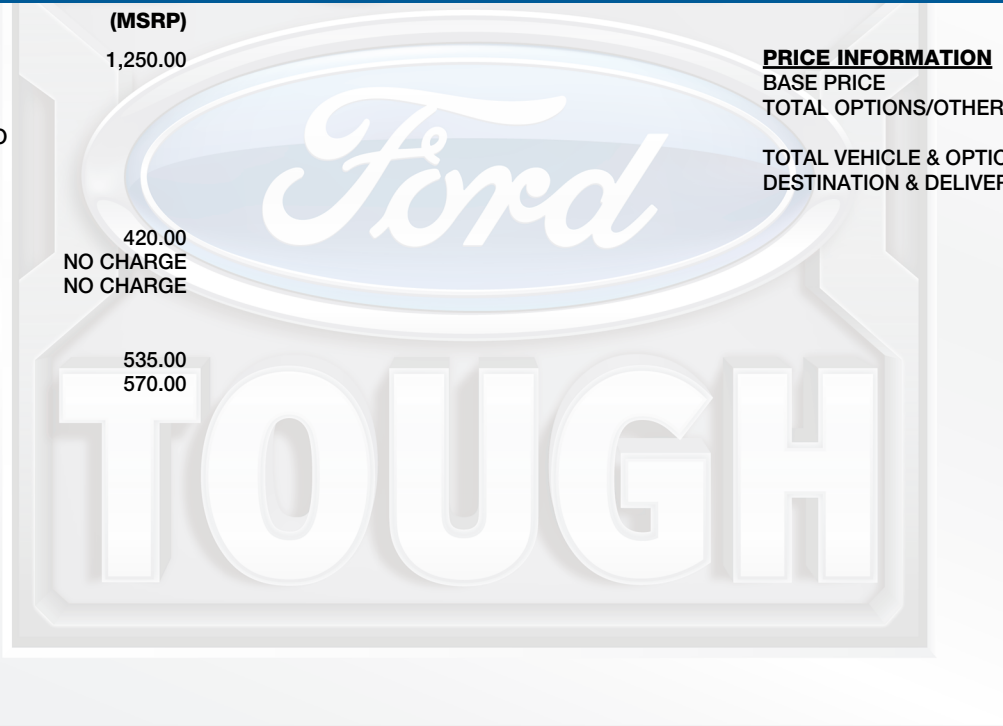 (MSRP)
1,250.00
420.00
NO CHARGE
NO CHARGE
535.00
570.00
PRICE INFORMATION
BASE PRICE
TOTAL OPTIONS/OTHER
TOTAL VEHICLE & OPTIO
DESTINATION & DELIVER
Ford
TOUGH